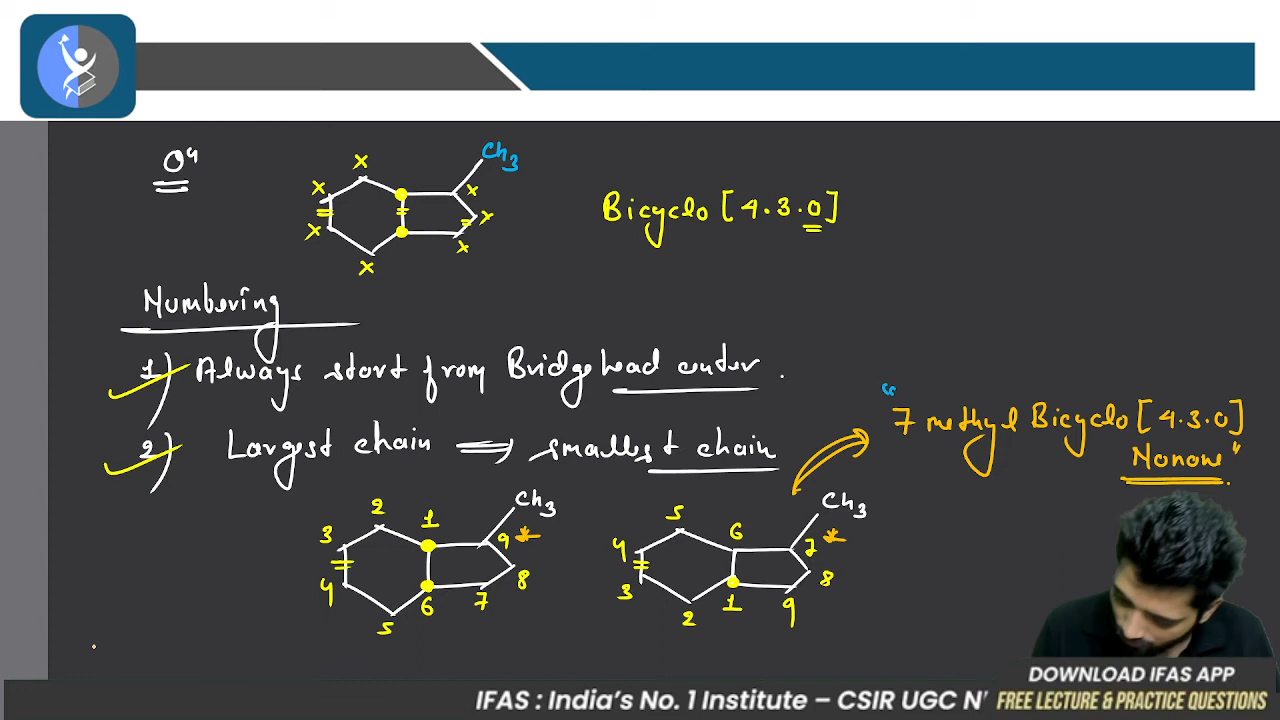 Qⁿ
CH3
x x x x x x x
Bicyclo [4.3.0]
Numbering
1) Always start from Bridgehead center.
2) Largest chain ⇒ smallest chain
"7 methyl Bicyclo [4.3.0]
Nonane".
CH3
1 2 3 4 5 6 7 8 9 *
CH3
1 2 3 4 5 6 7 8 9 *
DOWNLOAD IFAS APP
IFAS : India's No. 1 Institute – CSIR UGC N
FREE LECTURE & PRACTICE QUESTIONS